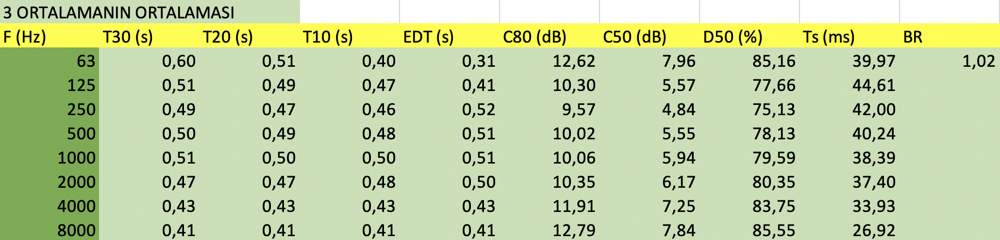 3 ORTALAMANIN ORTALAMASI
F (Hz) T30 (s) T20 (s) T10 (s) EDT (s) C80 (dB) C50 (dB) D50 (%) Ts (ms) BR
63 0,60 0,51 0,40 0,31 12,62 7,96 85,16 39,97 1,02
125 0,51 0,49 0,47 0,41 10,30 5,57 77,66 44,61
250 0,49 0,47 0,46 0,52 9,57 4,84 75,13 42,00
500 0,50 0,49 0,48 0,51 10,02 5,55 78,13 40,24
1000 0,51 0,50 0,50 0,51 10,06 5,94 79,59 38,39
2000 0,47 0,47 0,48 0,50 10,35 6,17 80,35 37,40
4000 0,43 0,43 0,43 0,43 11,91 7,25 83,75 33,93
8000 0,41 0,41 0,41 0,41 12,79 7,84 85,55 26,92